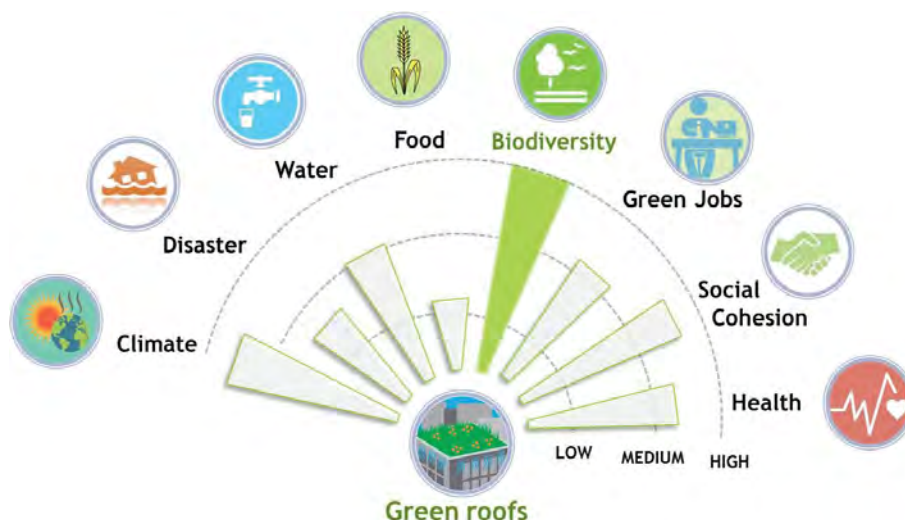 Food
Biodiversity
Water
Green Jobs
Disaster
Social
Cohesion
Climate
Health
LOW
MEDIUM
HIGH
Green roofs